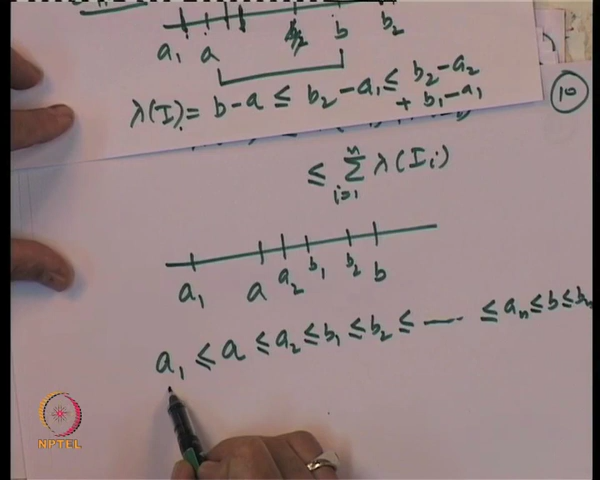 a₁ a b b₂
λ(I) = b-a ≤ b₂-a₁ ≤ b₂-a₂
+ b₁-a₁
10
≤ Σⁿᵢ₌₁ λ(Iᵢ)
a₁ a a₂ b₁ b₂ b
a₁ ≤ a ≤ a₂ ≤ b₁ ≤ b₂ ≤ — ≤ aₙ ≤ b ≤ bₙ
NPTEL